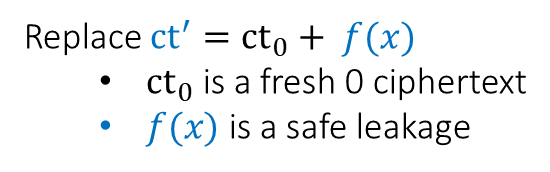 Replace ct′ = ct₀ + f(x)
• ct₀ is a fresh 0 ciphertext
• f(x) is a safe leakage